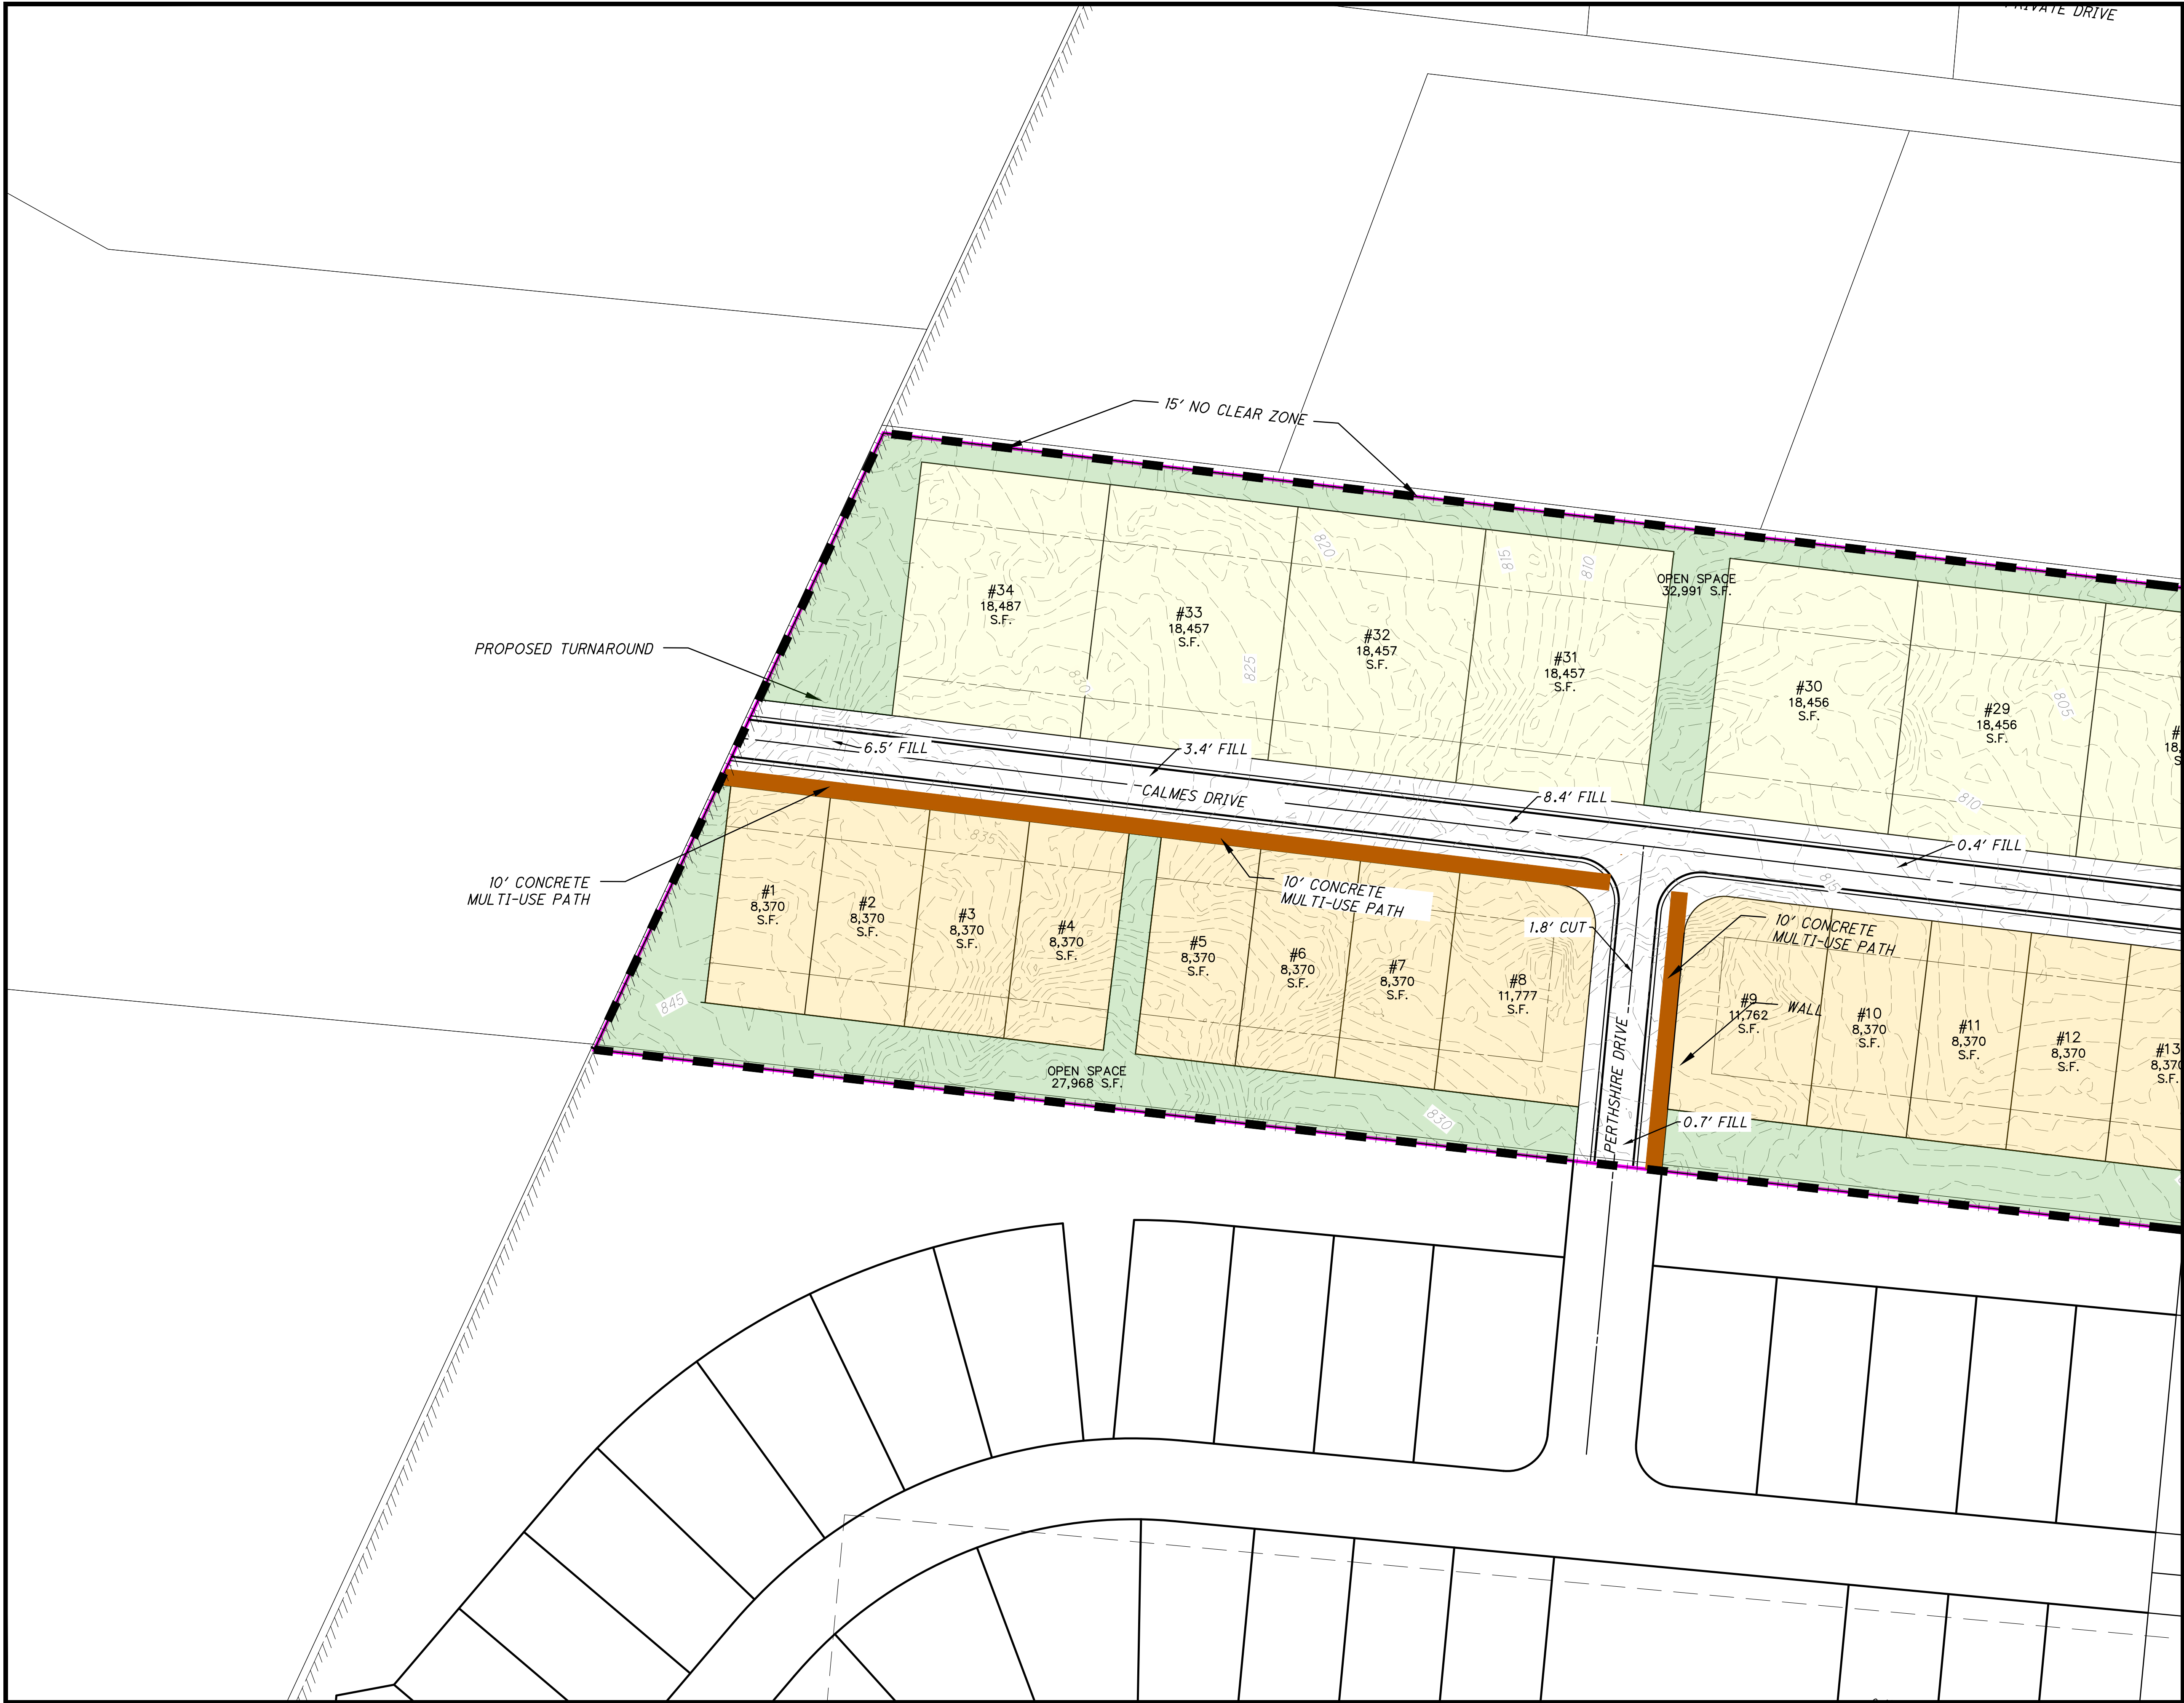 PRIVATE DRIVE
15' NO CLEAR ZONE
820
815
810
OPEN SPACE
32,991 S.F.
#34
18,487
S.F.
#33
18,457
S.F.
#32
18,457
S.F.
#31
18,457
S.F.
#30
18,456
S.F.
#29
18,456
S.F.
805
#
18,
S
PROPOSED TURNAROUND
830
825
6.5' FILL
3.4' FILL
CALMES DRIVE
8.4' FILL
810
0.4' FILL
835
815
10' CONCRETE
MULTI-USE PATH
10' CONCRETE
MULTI-USE PATH
1.8' CUT
10' CONCRETE
MULTI-USE PATH
#1
8,370
S.F.
#2
8,370
S.F.
#3
8,370
S.F.
#4
8,370
S.F.
#5
8,370
S.F.
#6
8,370
S.F.
#7
8,370
S.F.
#8
11,777
S.F.
#9
11,762
S.F.
WALL
#10
8,370
S.F.
#11
8,370
S.F.
#12
8,370
S.F.
#13
8,370
S.F.
845
OPEN SPACE
27,968 S.F.
830
PERTHSHIRE DRIVE
0.7' FILL